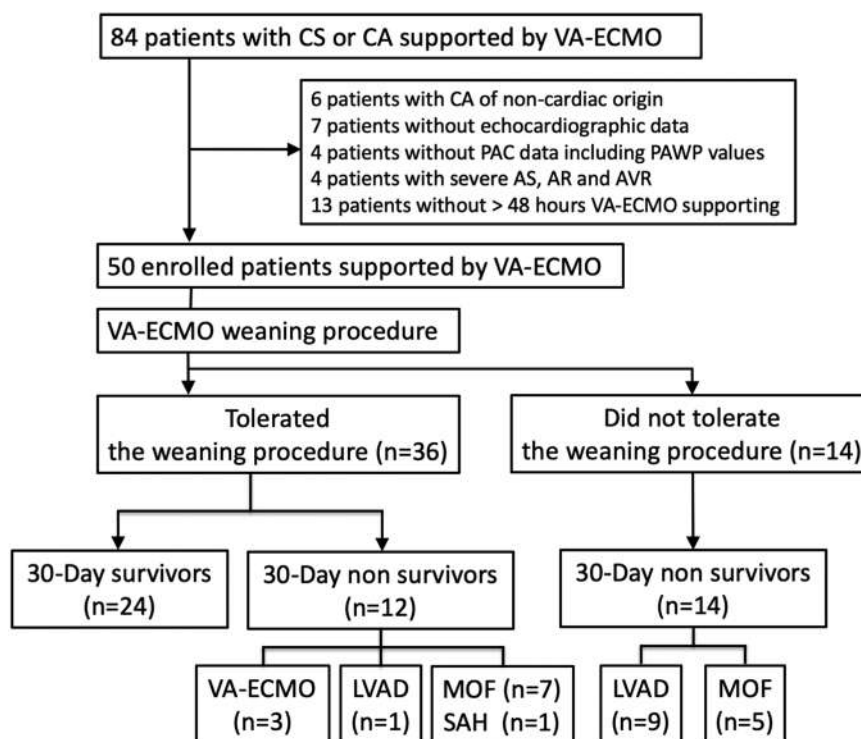 84 patients with CS or CA supported by VA-ECMO
6 patients with CA of non-cardiac origin
7 patients without echocardiographic data
4 patients without PAC data including PAWP values
4 patients with severe AS, AR and AVR
13 patients without > 48 hours VA-ECMO supporting
50 enrolled patients supported by VA-ECMO
VA-ECMO weaning procedure
Tolerated
the weaning procedure (n=36)
Did not tolerate
the weaning procedure (n=14)
30-Day survivors
(n=24)
30-Day non survivors
(n=12)
30-Day non survivors
(n=14)
VA-ECMO
(n=3)
LVAD
(n=1)
MOF (n=7)
SAH (n=1)
LVAD
(n=9)
MOF
(n=5)